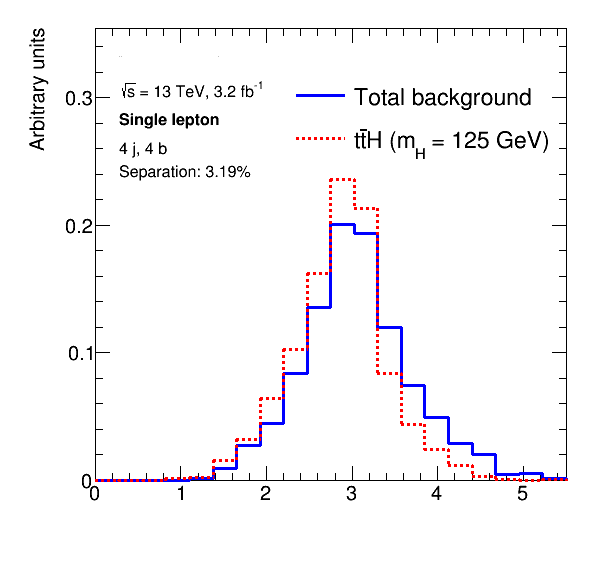 Arbitrary units
√s = 13 TeV, 3.2 fb⁻¹
Single lepton
4 j, 4 b
Separation: 3.19%
Total background
tt̄H (m_H = 125 GeV)
0.3
0.2
0.1
0
0 1 2 3 4 5